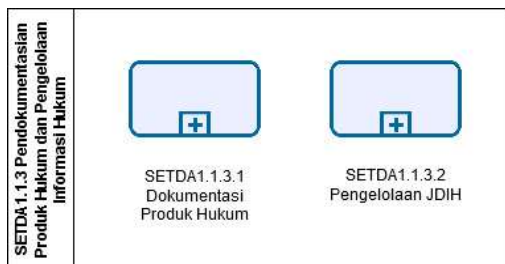 SETDA1.1.3 Pendokumentasian
Produk Hukum dan Pengelolaan
Informasi Hukum
SETDA1.1.3.1
Dokumentasi
Produk Hukum
SETDA1.1.3.2
Pengelolaan JDIH